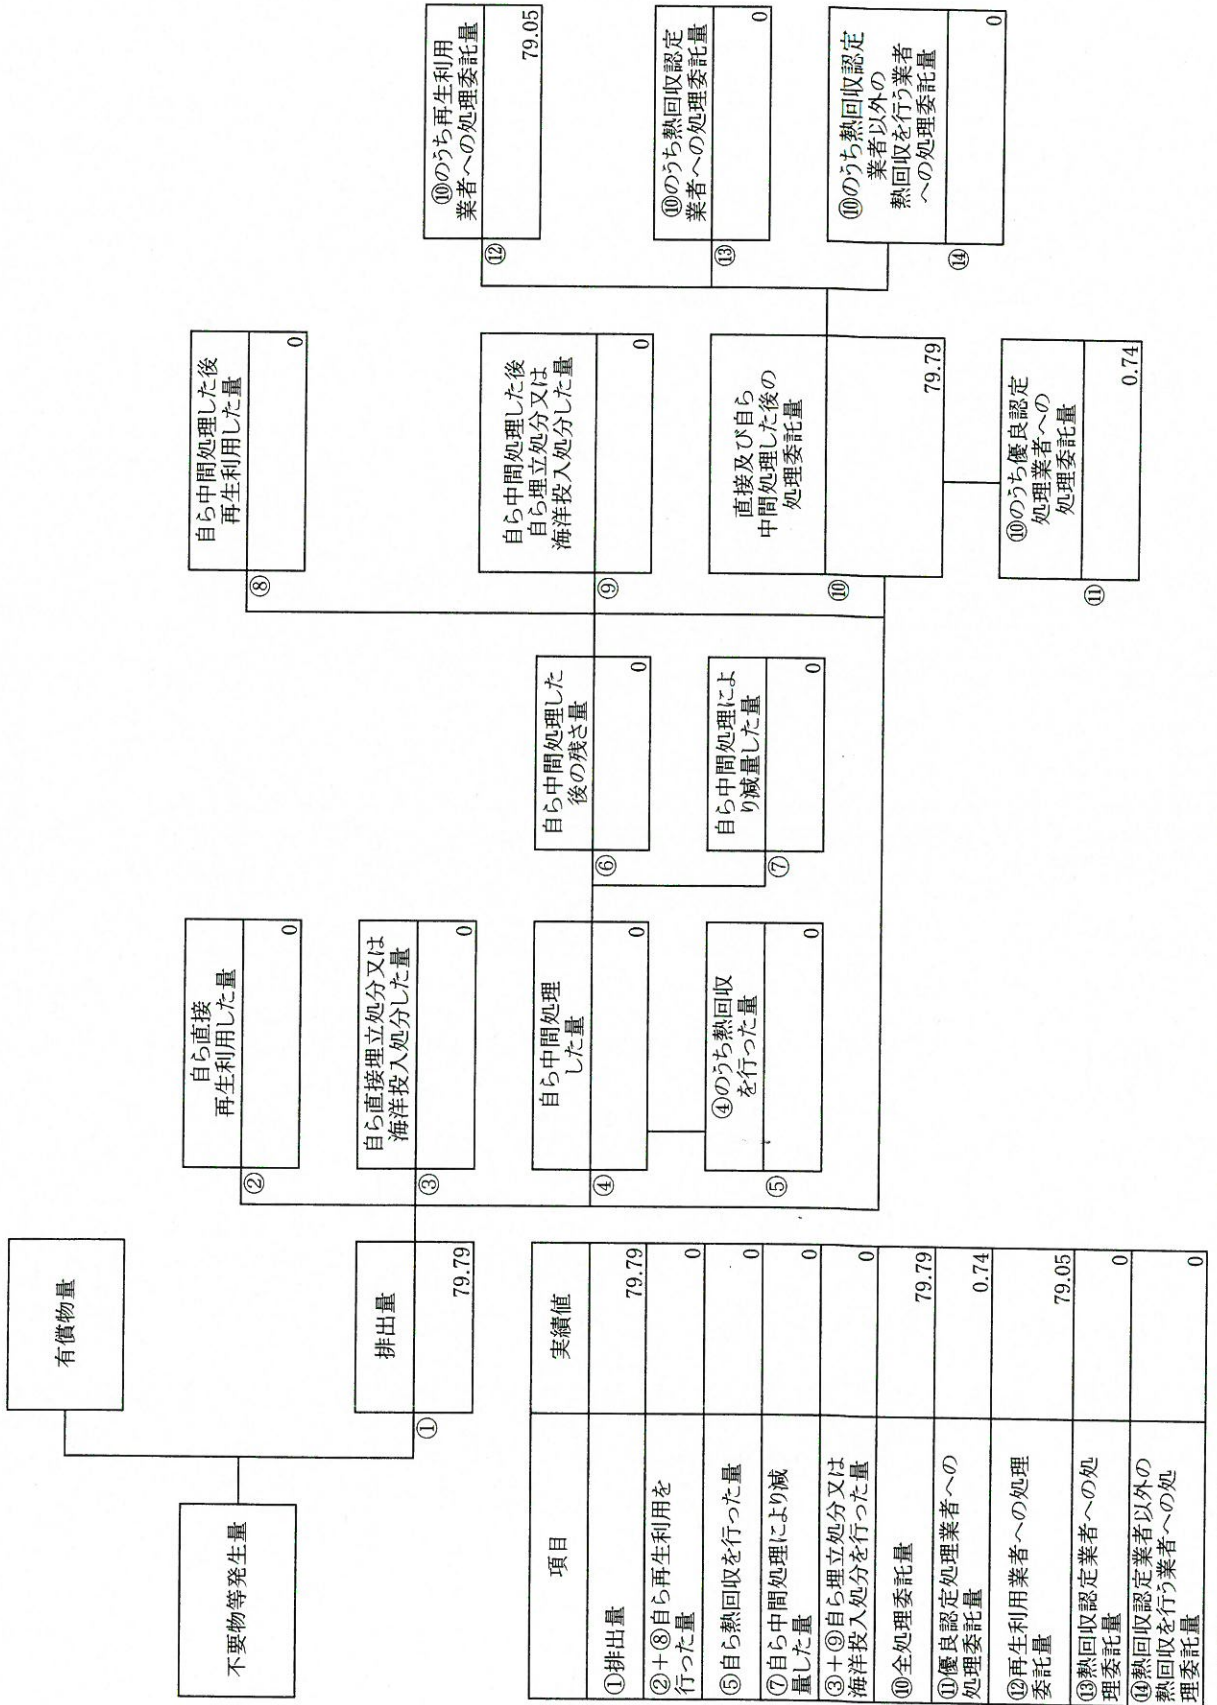 不要物等発生量
有償物量
①
排出量
79.79
②
自ら直接
再生利用した量
0
③
自ら直接埋立処分又は
海洋投入処分した量
0
④
自ら中間処理
した量
0
⑤
④のうち熱回収
を行った量
0
⑥
自ら中間処理した
後の残さ量
0
⑦
自ら中間処理によ
り減量した量
0
⑧
自ら中間処理した後
再生利用した量
0
⑨
自ら中間処理した後
自ら埋立処分又は
海洋投入処分した量
0
⑩
直接及び自ら
中間処理した後の
処理委託量
79.79
⑪
⑩のうち優良認定
処理業者への
処理委託量
0.74
⑫
⑩のうち再生利用
業者への処理委託量
79.05
⑬
⑩のうち熱回収認定
業者への処理委託量
0
⑭
⑩のうち熱回収認定
業者以外の
熱回収を行う業者
への処理委託量
0
項目 実績値
①排出量 79.79
②+⑧自ら再生利用を
行った量 0
⑤自ら熱回収を行った量 0
⑦自ら中間処理により減
量した量 0
③+⑨自ら埋立処分又は
海洋投入処分を行った量 0
⑩全処理委託量 79.79
⑪優良認定処理業者への
処理委託量 0.74
⑫再生利用業者への処理
委託量 79.05
⑬熱回収認定業者への処
理委託量 0
⑭熱回収認定業者以外の
熱回収を行う業者への処
理委託量 0